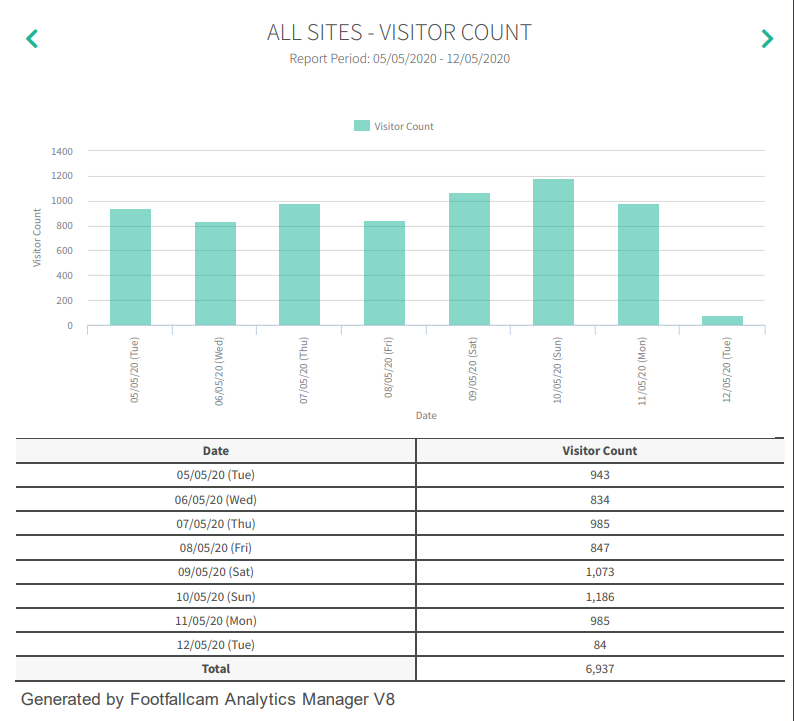 ALL SITES - VISITOR COUNT
Report Period: 05/05/2020 - 12/05/2020
Visitor Count
1400
1200
1000
800
600
400
200
0
Visitor Count
05/05/20 (Tue)
06/05/20 (Wed)
07/05/20 (Thu)
08/05/20 (Fri)
09/05/20 (Sat)
10/05/20 (Sun)
11/05/20 (Mon)
12/05/20 (Tue)
Date
Date Visitor Count
05/05/20 (Tue) 943
06/05/20 (Wed) 834
07/05/20 (Thu) 985
08/05/20 (Fri) 847
09/05/20 (Sat) 1,073
10/05/20 (Sun) 1,186
11/05/20 (Mon) 985
12/05/20 (Tue) 84
Total 6,937
Generated by Footfallcam Analytics Manager V8